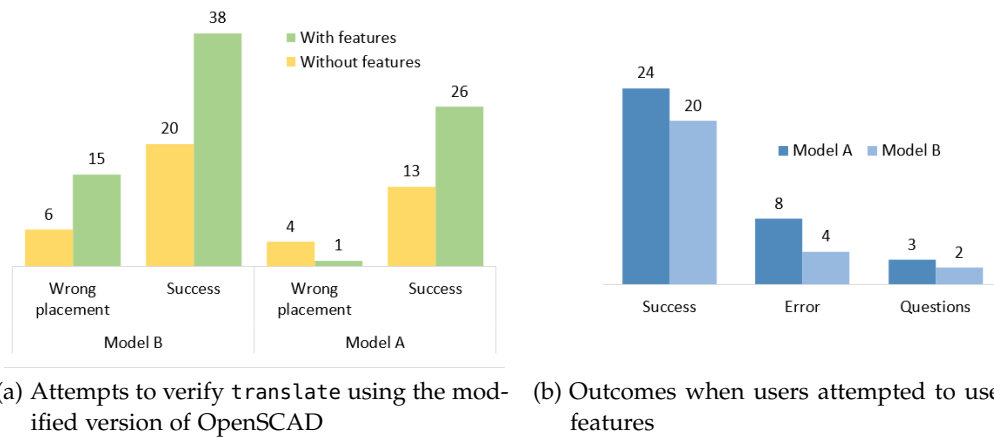 38
With features
Without features
26
20
15
13
6
4
1
Wrong placement
Success
Wrong placement
Success
Model B
Model A
24
20
Model A
Model B
8
4
3
2
Success
Error
Questions
(a) Attempts to verify translate using the mod-
ified version of OpenSCAD
(b) Outcomes when users attempted to use
features